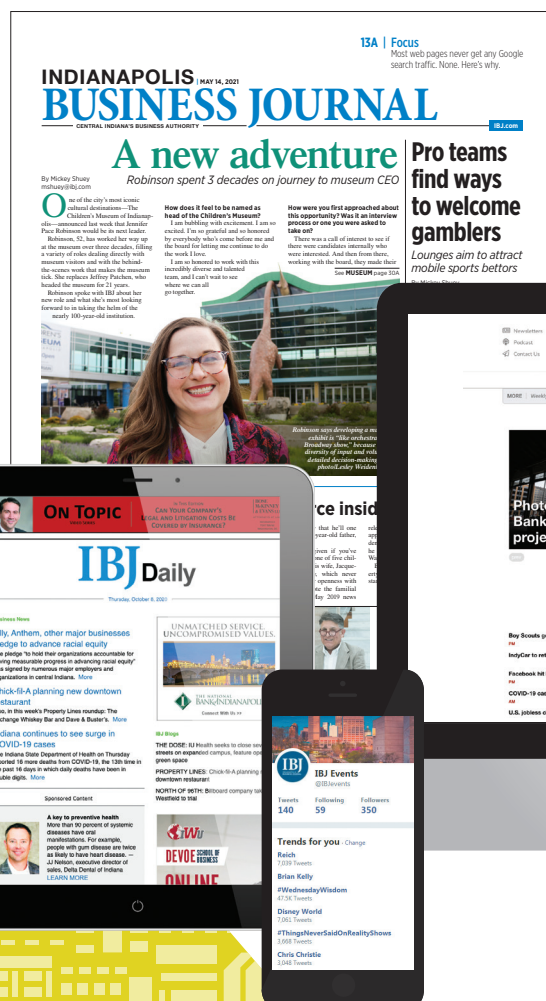 13A | Focus
Most web pages never get any Google
search traffic. None. Here's why.
INDIANAPOLIS | MAY 14, 2021
BUSINESS JOURNAL
CENTRAL INDIANA'S BUSINESS AUTHORITY
IBJ.com
A new adventure
Robinson spent 3 decades on journey to museum CEO
By Mickey Shuey
mshuey@ibj.com
One of the city's most iconic
cultural destinations—The
Children's Museum of Indianap-
olis—announced last week that Jennifer
Pace Robinson would be its next leader.
Robinson, 52, has worked her way up
at the museum over three decades, filling
a variety of roles dealing directly with
museum visitors and with the behind-
the-scenes work that makes the museum
tick. She replaces Jeffrey Patchen, who
headed the museum for 21 years.
Robinson spoke with IBJ about her
new role and what she's most looking
forward to in taking the helm of the
nearly 100-year-old institution.
How does it feel to be named as
head of the Children's Museum?
I am bubbling with excitement. I am so
excited. I'm so grateful and so honored
by everybody who's come before me and
the board for letting me continue to do
the work I love.
I am so honored to work with this
incredibly diverse and talented
team, and I can't wait to see
where we can all
go together.
How were you first approached about
this opportunity? Was it an interview
process or one you were asked to
take on?
There was a call of interest to see if
there were candidates internally who
were interested. And then from there,
working with the board, they made their
See MUSEUM page 30A
Pro teams
find ways
to welcome
gamblers
Lounges aim to attract
mobile sports bettors
By Mickey Shuey
Robinson says developing a
exhibit is "like orchestra
Broadway show," because
diversity of input and
detailed decision-making
photo/Lesley
rce insid
that he'll one
year-old father.
given if you've
one of five chil-
is wife, Jacque-
, which never
openness with
te the familial
May 2019 news
Newsletters
Podcast
Contact Us
MORE
Photo
Bank
proje
Boy Scouts
PM
IndyCar to ret
PM
Facebook hit
PM
COVID-19 cas
AM
U.S. jobless c
ON TOPIC
CAN YOUR COMPANY'S
LEGAL AND LITIGATION COSTS BE
COVERED BY INSURANCE?
IBJ Daily
Thursday, October 8, 2021
siness News
lly, Anthem, other major businesses
edge to advance racial equity
e pledge "to hold their organizations accountable for
ving measurable progress in advancing racial equity"
s signed by numerous major employers and
ganizations in central Indiana. More
hick-fil-A planning new downtown
staurant
so, in this week's Property Lines roundup: The
change Whiskey Bar and Dave & Buster's. More
diana continues to see surge in
OVID-19 cases
e Indiana State Department of Health on Thursday
ported 16 more deaths from COVID-19, the 13th time in
past 16 days in which daily deaths have been in
uble digits. More
Sponsored Content
A key to preventive health
More than 90 percent of systemic
diseases have oral
manifestations. For example,
people with gum disease are twice
as likely to have heart disease. —
JJ Nelson, executive director of
sales, Delta Dental of Indiana
LEARN MORE
UNMATCHED SERVICE.
UNCOMPROMISED VALUES.
THE NATIONAL
BANK of INDIANAPOLIS
Connect With Us >>
IBJ Blogs
THE DOSE: IU Health seeks to close sev
streets on expanded campus, feature ope
green space
PROPERTY LINES: Chick-fil-A planning
downtown restaurant
NORTH OF 96TH: Billboard company tak
Westfield to trial
IWU
DEVOE SCHOOL OF
BUSINESS
ONLINE
IBJ
IBJ Events
@IBJevents
Tweets Following Followers
140 59 350
Trends for you · Change
Reich
7,039 Tweets
Brian Kelly
#WednesdayWisdom
47.5K Tweets
Disney World
7,061 Tweets
#ThingsNeverSaidOnRealityShows
3,668 Tweets
Chris Christie
3,048 Tweets